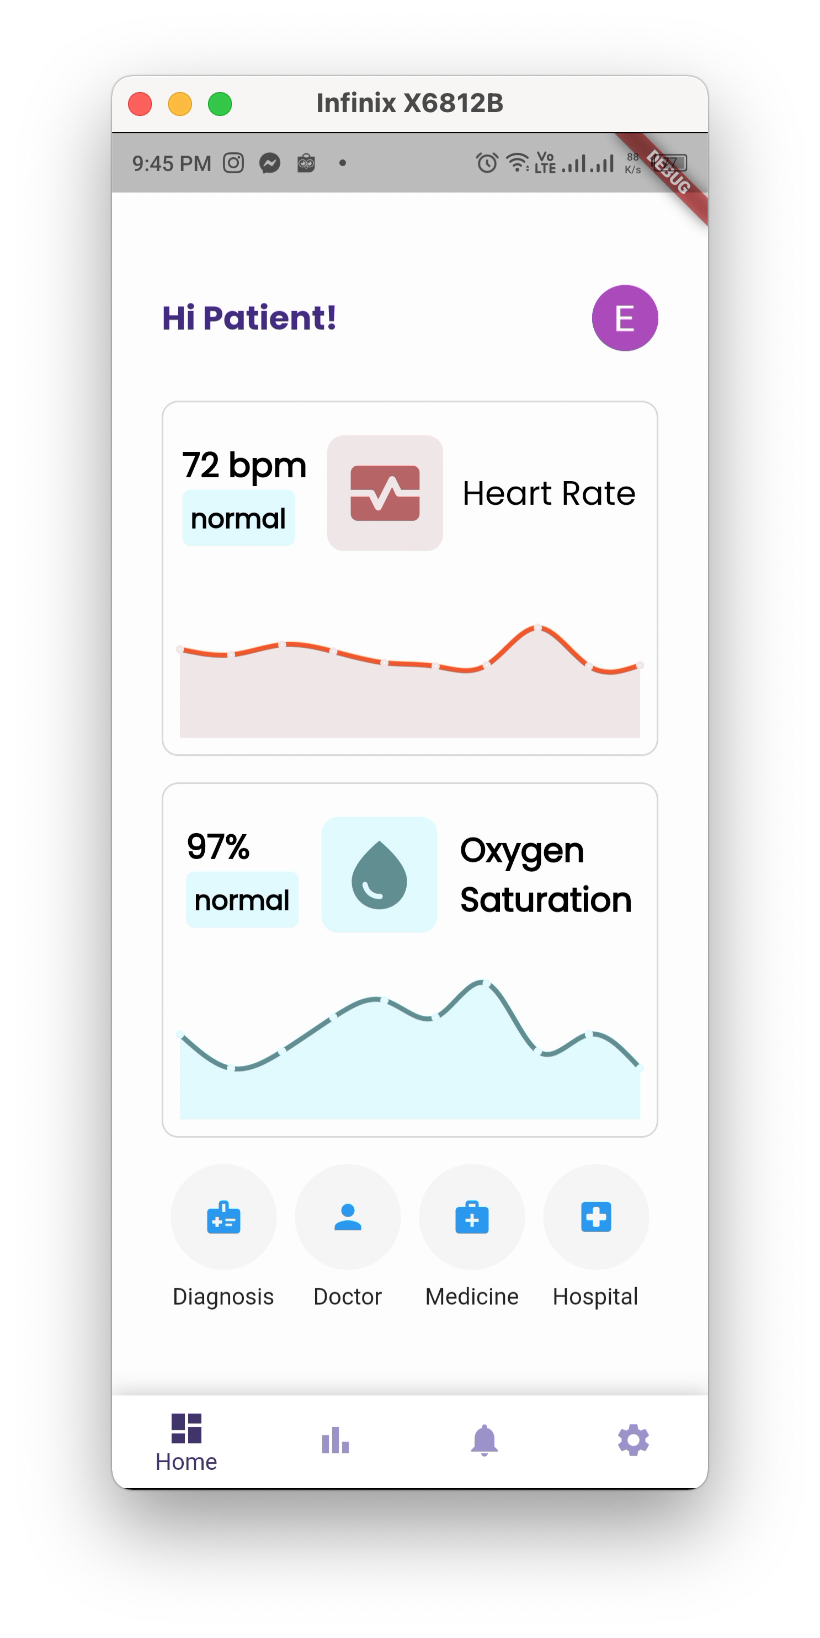 Infinix X6812B
9:45 PM
Vo
LTE
88
K/s
DEBUG
Hi Patient!
E
72 bpm
normal
Heart Rate
97%
normal
Oxygen
Saturation
Diagnosis
Doctor
Medicine
Hospital
Home